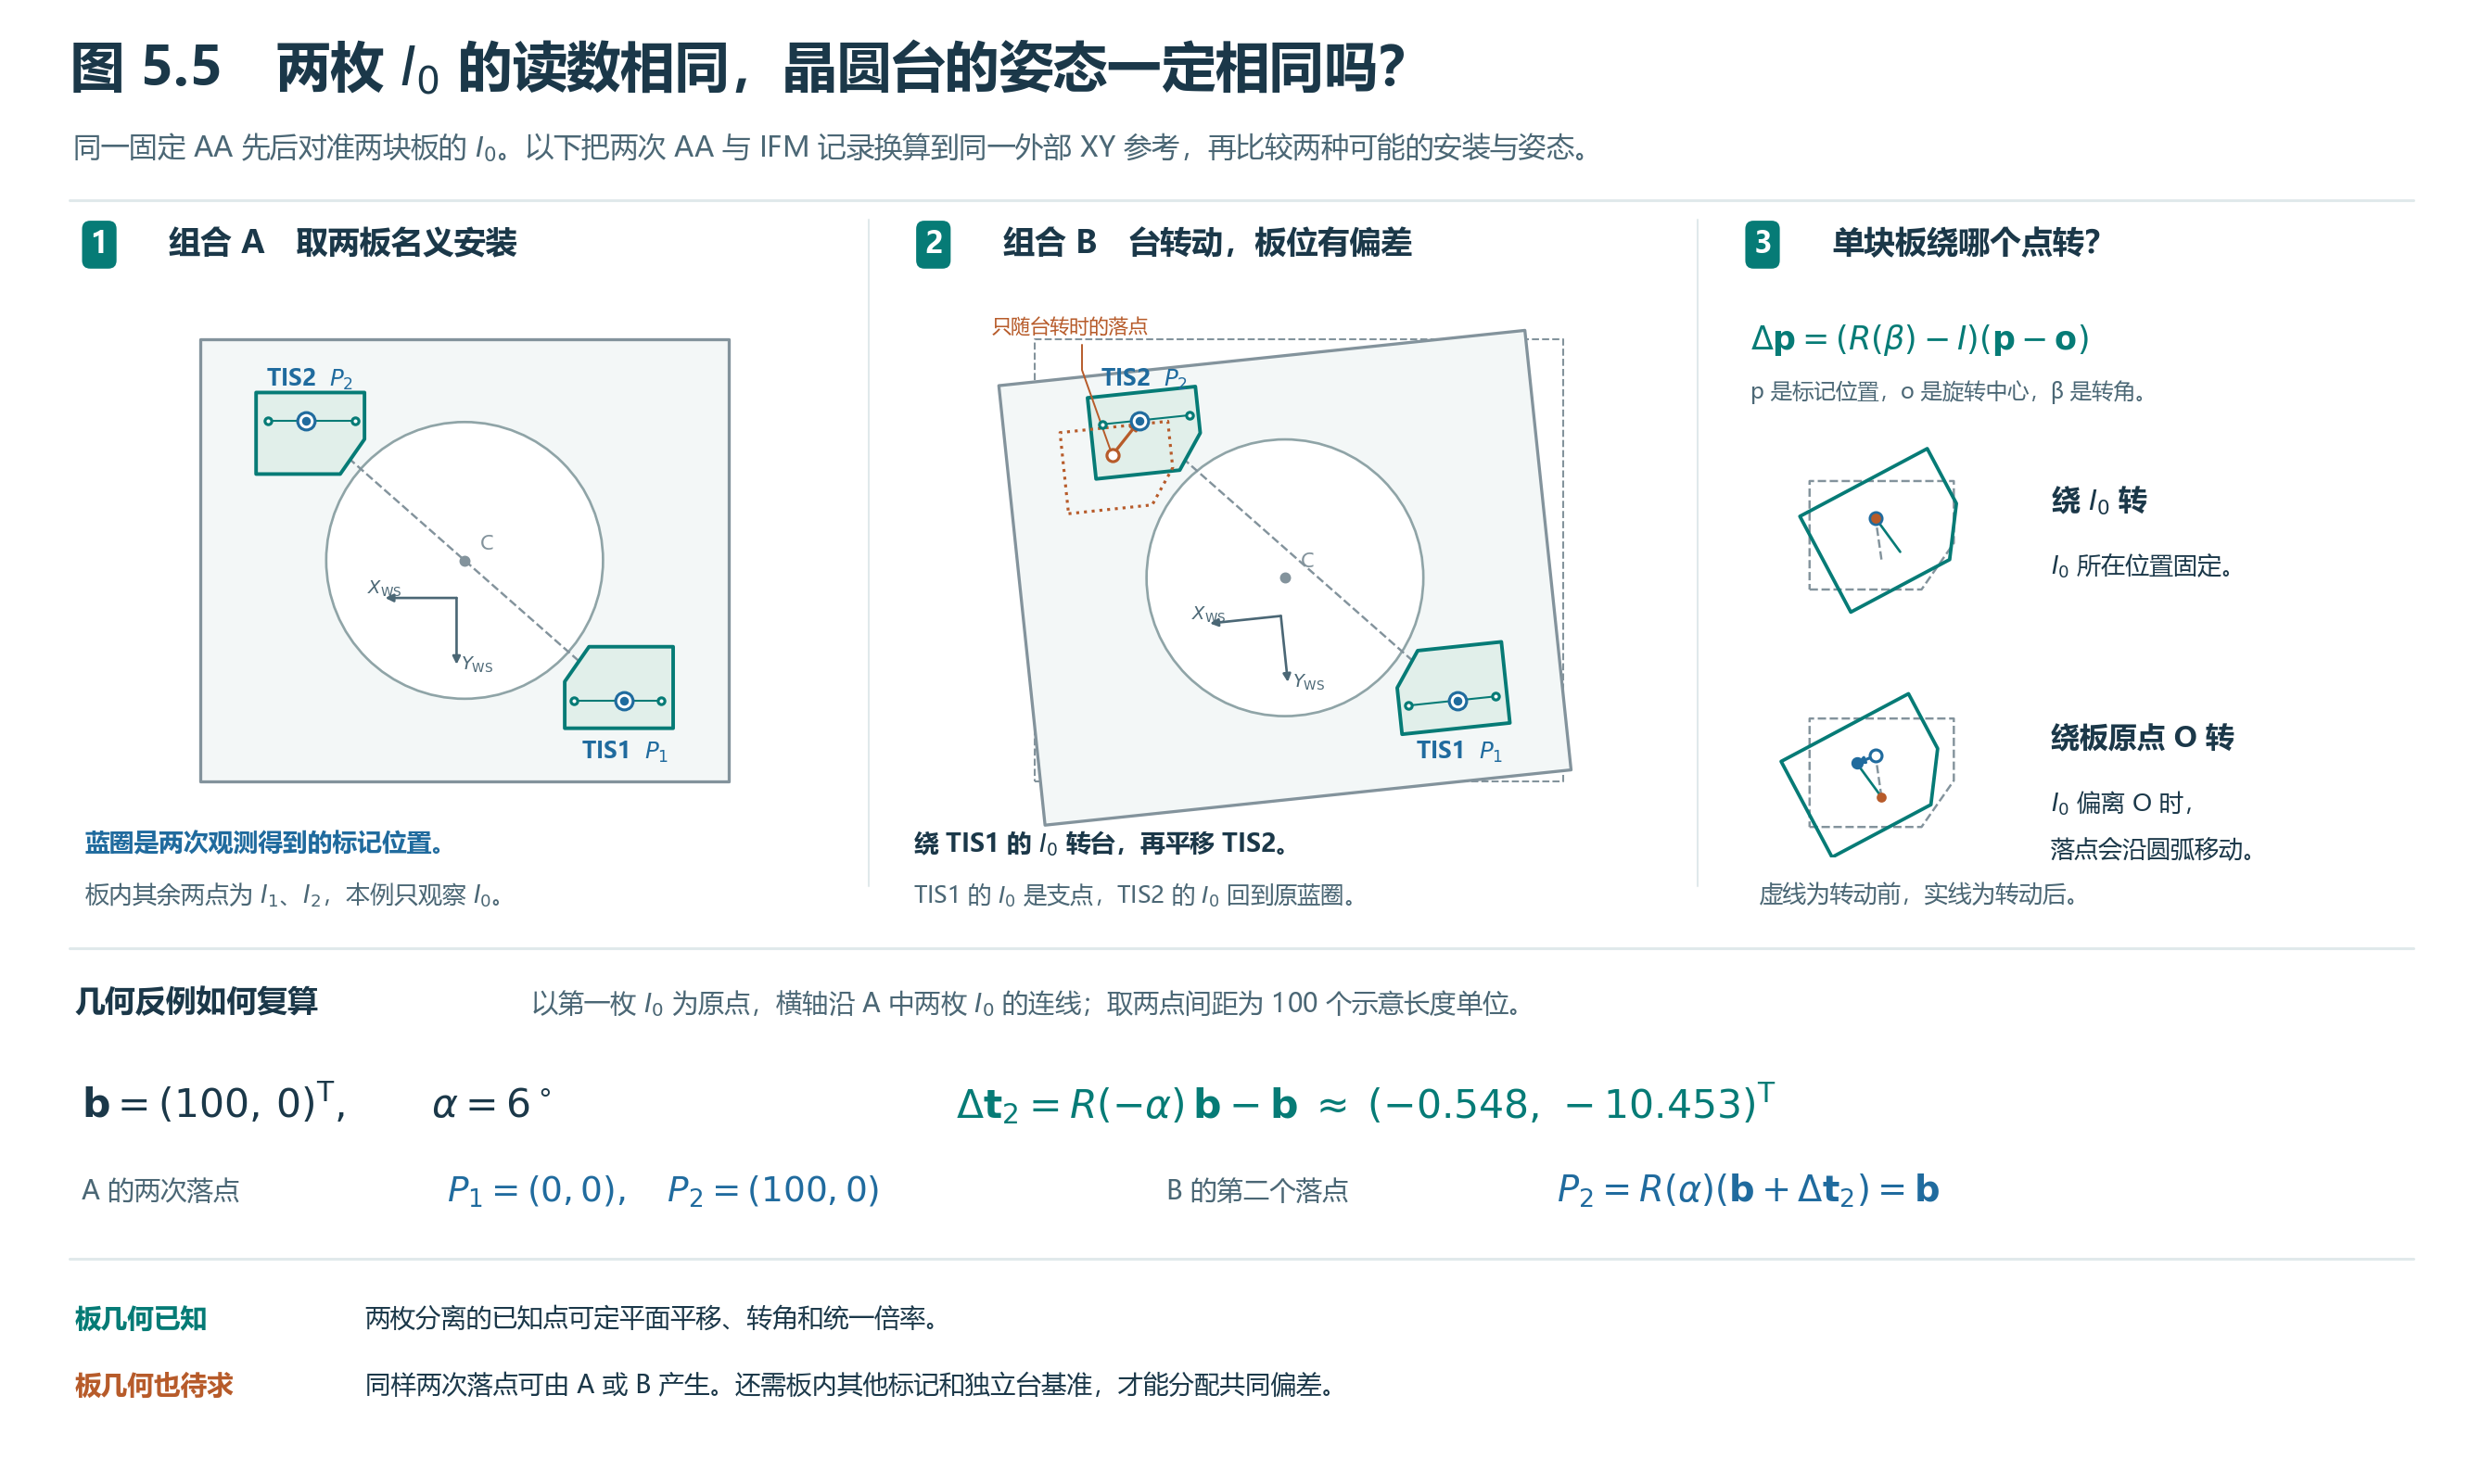 图 5.5 两枚 I₀ 的读数相同，晶圆台的姿态一定相同吗？
同一固定 AA 先后对准两块板的 I₀。以下把两次 AA 与 IFM 记录换算到同一外部 XY 参考，再比较两种可能的安装与姿态。
1 组合 A 取两板名义安装
TIS2 P₂
C
X_WS
Y_WS
TIS1 P₁
蓝圈是两次观测得到的标记位置。
板内其余两点为 I₁、I₂，本例只观察 I₀。
2 组合 B 台转动，板位有偏差
只随台转时的落点
TIS2 P₂
C
X_WS
Y_WS
TIS1 P₁
绕 TIS1 的 I₀ 转台，再平移 TIS2。
TIS1 的 I₀ 是支点，TIS2 的 I₀ 回到原蓝圈。
3 单块板绕哪个点转？
Δp = (R(β) − I)(p − o)
p 是标记位置，o 是旋转中心，β 是转角。
绕 I₀ 转
I₀ 所在位置固定。
绕板原点 O 转
I₀ 偏离 O 时，
落点会沿圆弧移动。
虚线为转动前，实线为转动后。
几何反例如何复算 以第一枚 I₀ 为原点，横轴沿 A 中两枚 I₀ 的连线；取两点间距为 100 个示意长度单位。
b = (100, 0)ᵀ, α = 6° Δt₂ = R(−α) b − b ≈ (−0.548, −10.453)ᵀ
A 的两次落点 P₁ = (0, 0), P₂ = (100, 0) B 的第二个落点 P₂ = R(α)(b + Δt₂) = b
板几何已知 两枚分离的已知点可定平面平移、转角和统一倍率。
板几何也待求 同样两次落点可由 A 或 B 产生。还需板内其他标记和独立台基准，才能分配共同偏差。